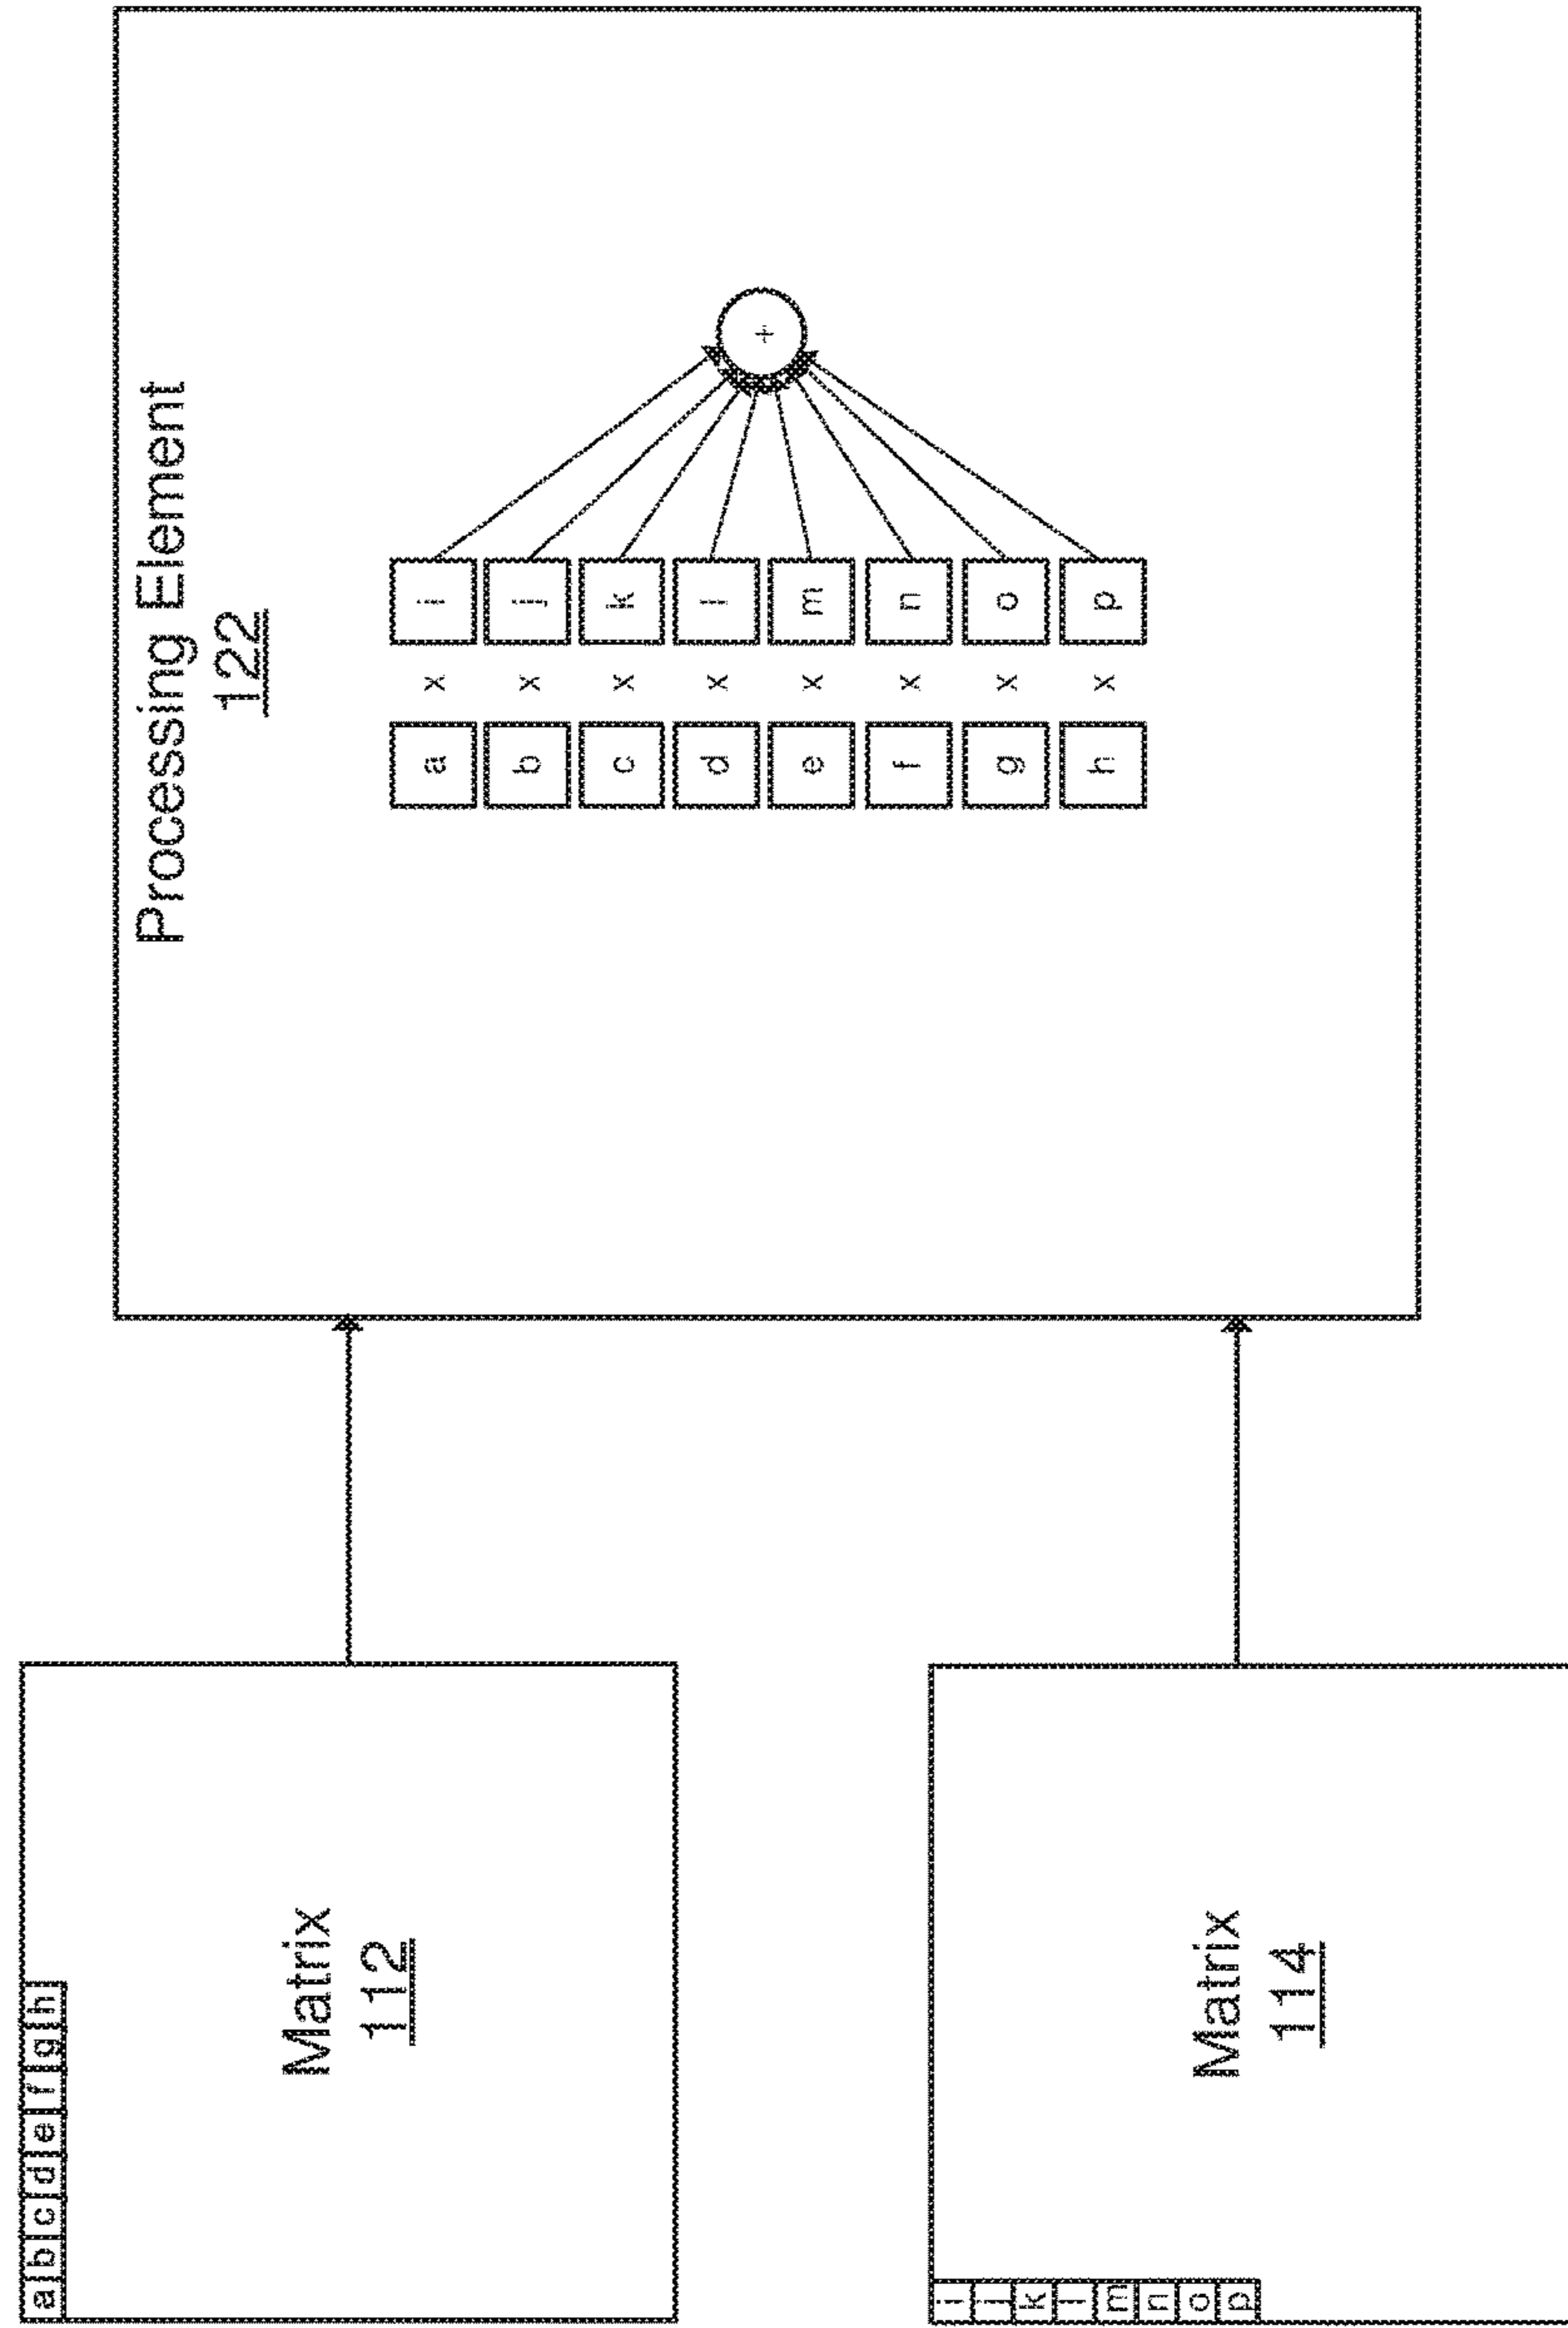 a b c d e f g h
Matrix
112
i
j
k
l
m
n
o
p
Matrix
114
Processing Element
122
a x i
b x j
c x k
d x l
e x m
f x n
g x o
h x p
+